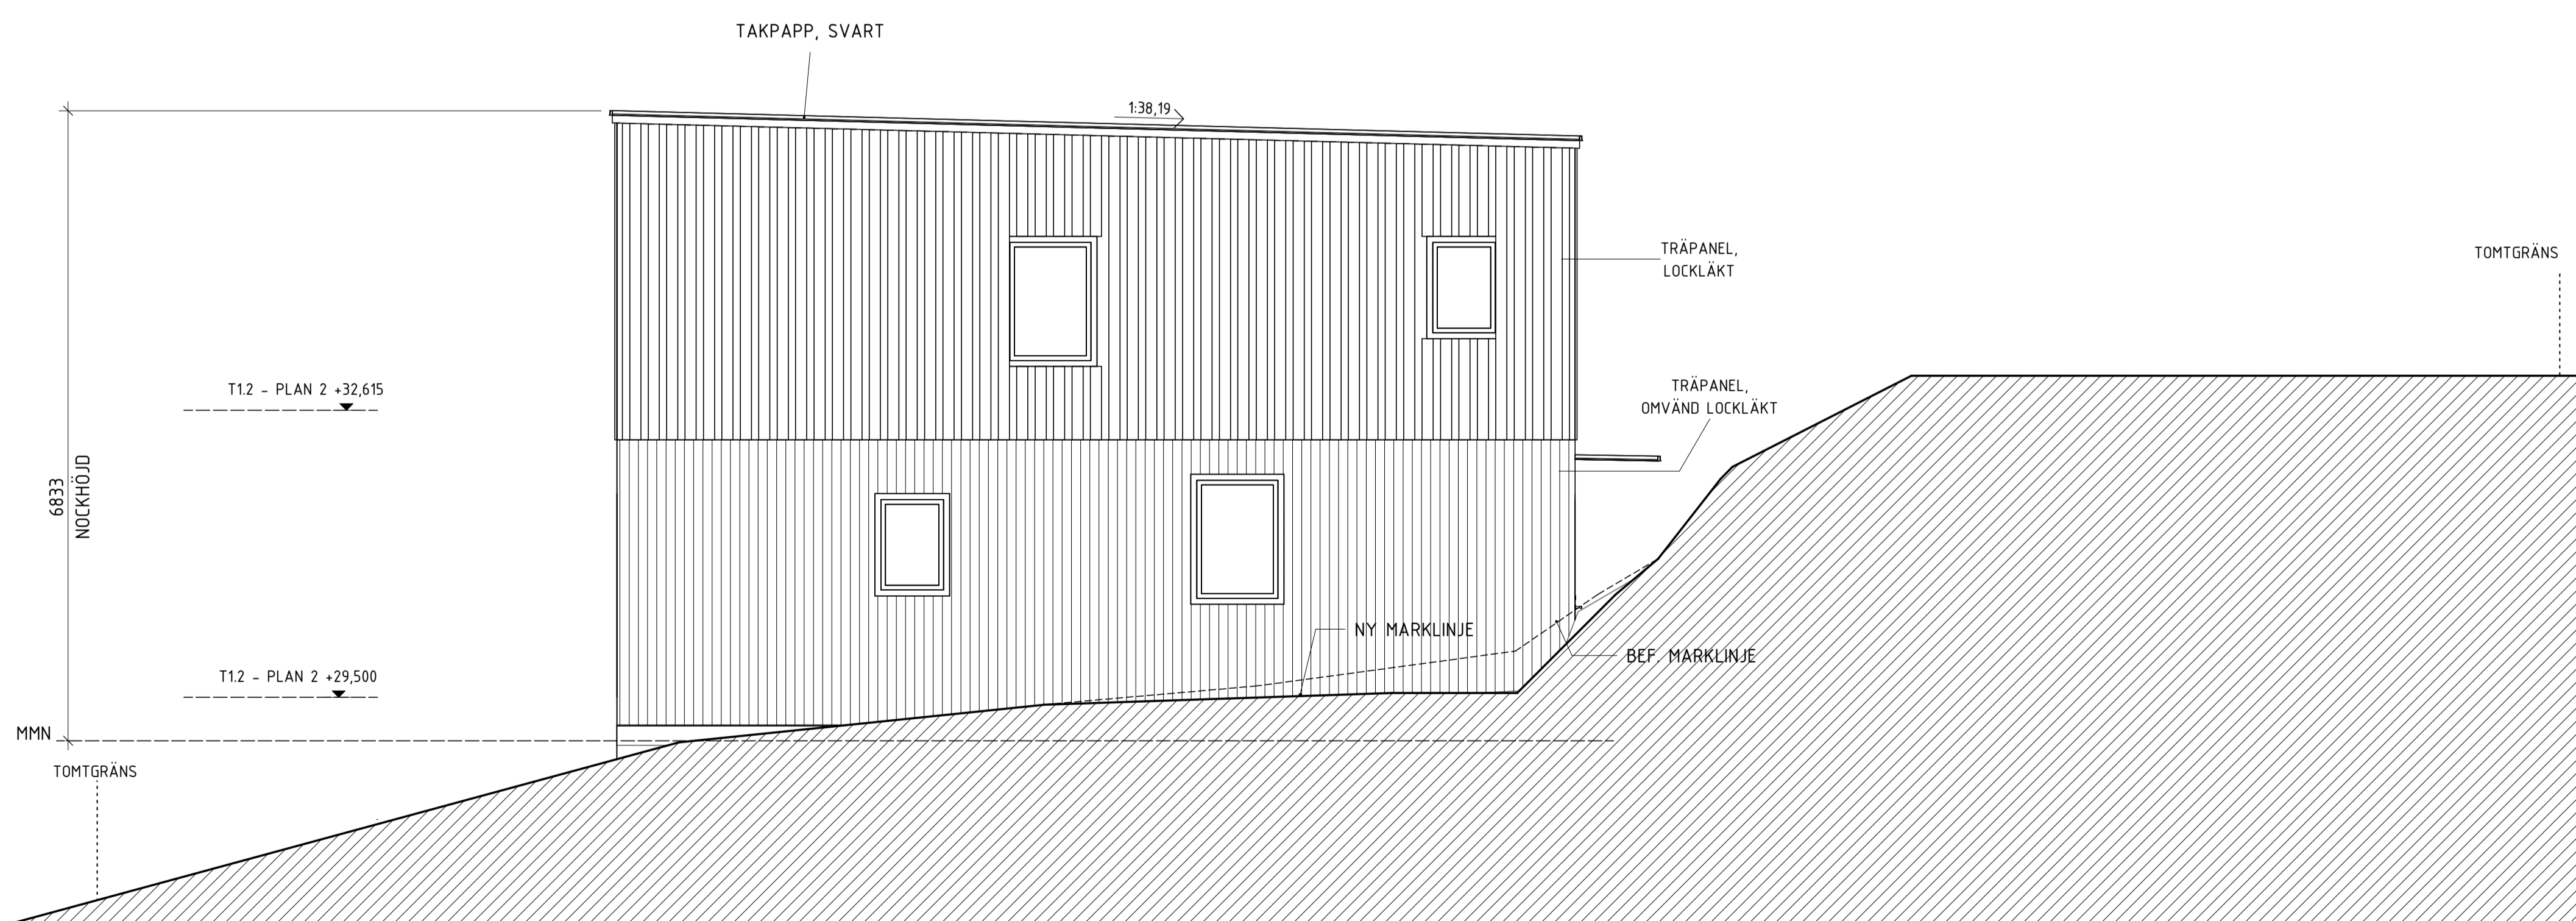 TAKPAPP, SVART
1:38,19
TRÄPANEL,
LOCKLÄKT
TOMTGRÄNS
T1.2 - PLAN 2 +32,615
TRÄPANEL,
OMVÄND LOCKLÄKT
6833
NOCKHÖJD
NY MARKLINJE
BEF. MARKLINJE
T1.2 - PLAN 2 +29,500
MMN
TOMTGRÄNS